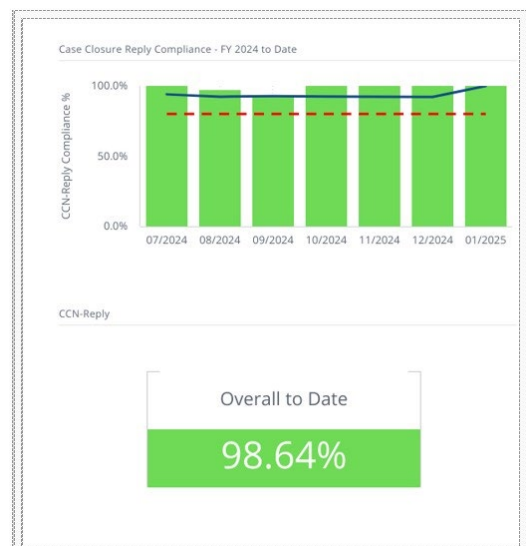 Case Closure Reply Compliance - FY 2024 to Date
CCN-Reply Compliance %
100.0%
50.0%
0.0%
07/2024 08/2024 09/2024 10/2024 11/2024 12/2024 01/2025
CCN-Reply
Overall to Date
98.64%